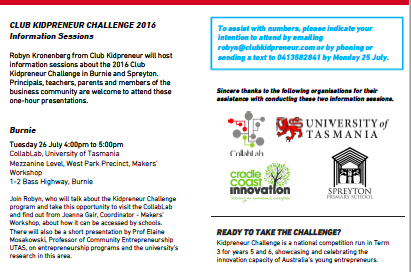 CLUB KIDPRENEUR CHALLENGE 2016
Information Sessions
Robyn Kronenberg from Club Kidpreneur will host
information sessions about the 2016 Club
Kidpreneur Challenge in Burnie and Spreyton.
Principals, teachers, parents and members of the
business community are welcome to attend these
one-hour presentations.
Burnie
Tuesday 26 July 4:00pm to 5:00pm
CollabLab, University of Tasmania
Mezzanine Level, West Park Precinct, Makers'
Workshop
1-2 Bass Highway, Burnie
Join Robyn, who will talk about the Kidpreneur Challenge
program and take this opportunity to visit the CollabLab
and find out from Joanna Gair, Coordinator - Makers'
Workshop, about how it can be accessed by schools.
There will also be a short presentation by Prof Elaine
Mosakowski, Professor of Community Entrepreneurship
UTAS, on entrepreneurship programs and the university's
research in this area.
To assist with numbers, please indicate your
intention to attend by emailing
robyn@clubkidpreneur.com or by phoning or
sending a text to 0413682841 by Monday 25 July.
Sincere thanks to the following organisations for their
assistance with conducting these two information sessions.
CollabLab
UNIVERSITY of
TASMANIA
cradle
coast
innovation
SPREYTON
PRIMARY SCHOOL
READY TO TAKE THE CHALLENGE?
Kidpreneur Challenge is a national competition run in Term
3 for years 5 and 6, showcasing and celebrating the
innovation capacity of Australia's young entrepreneurs.